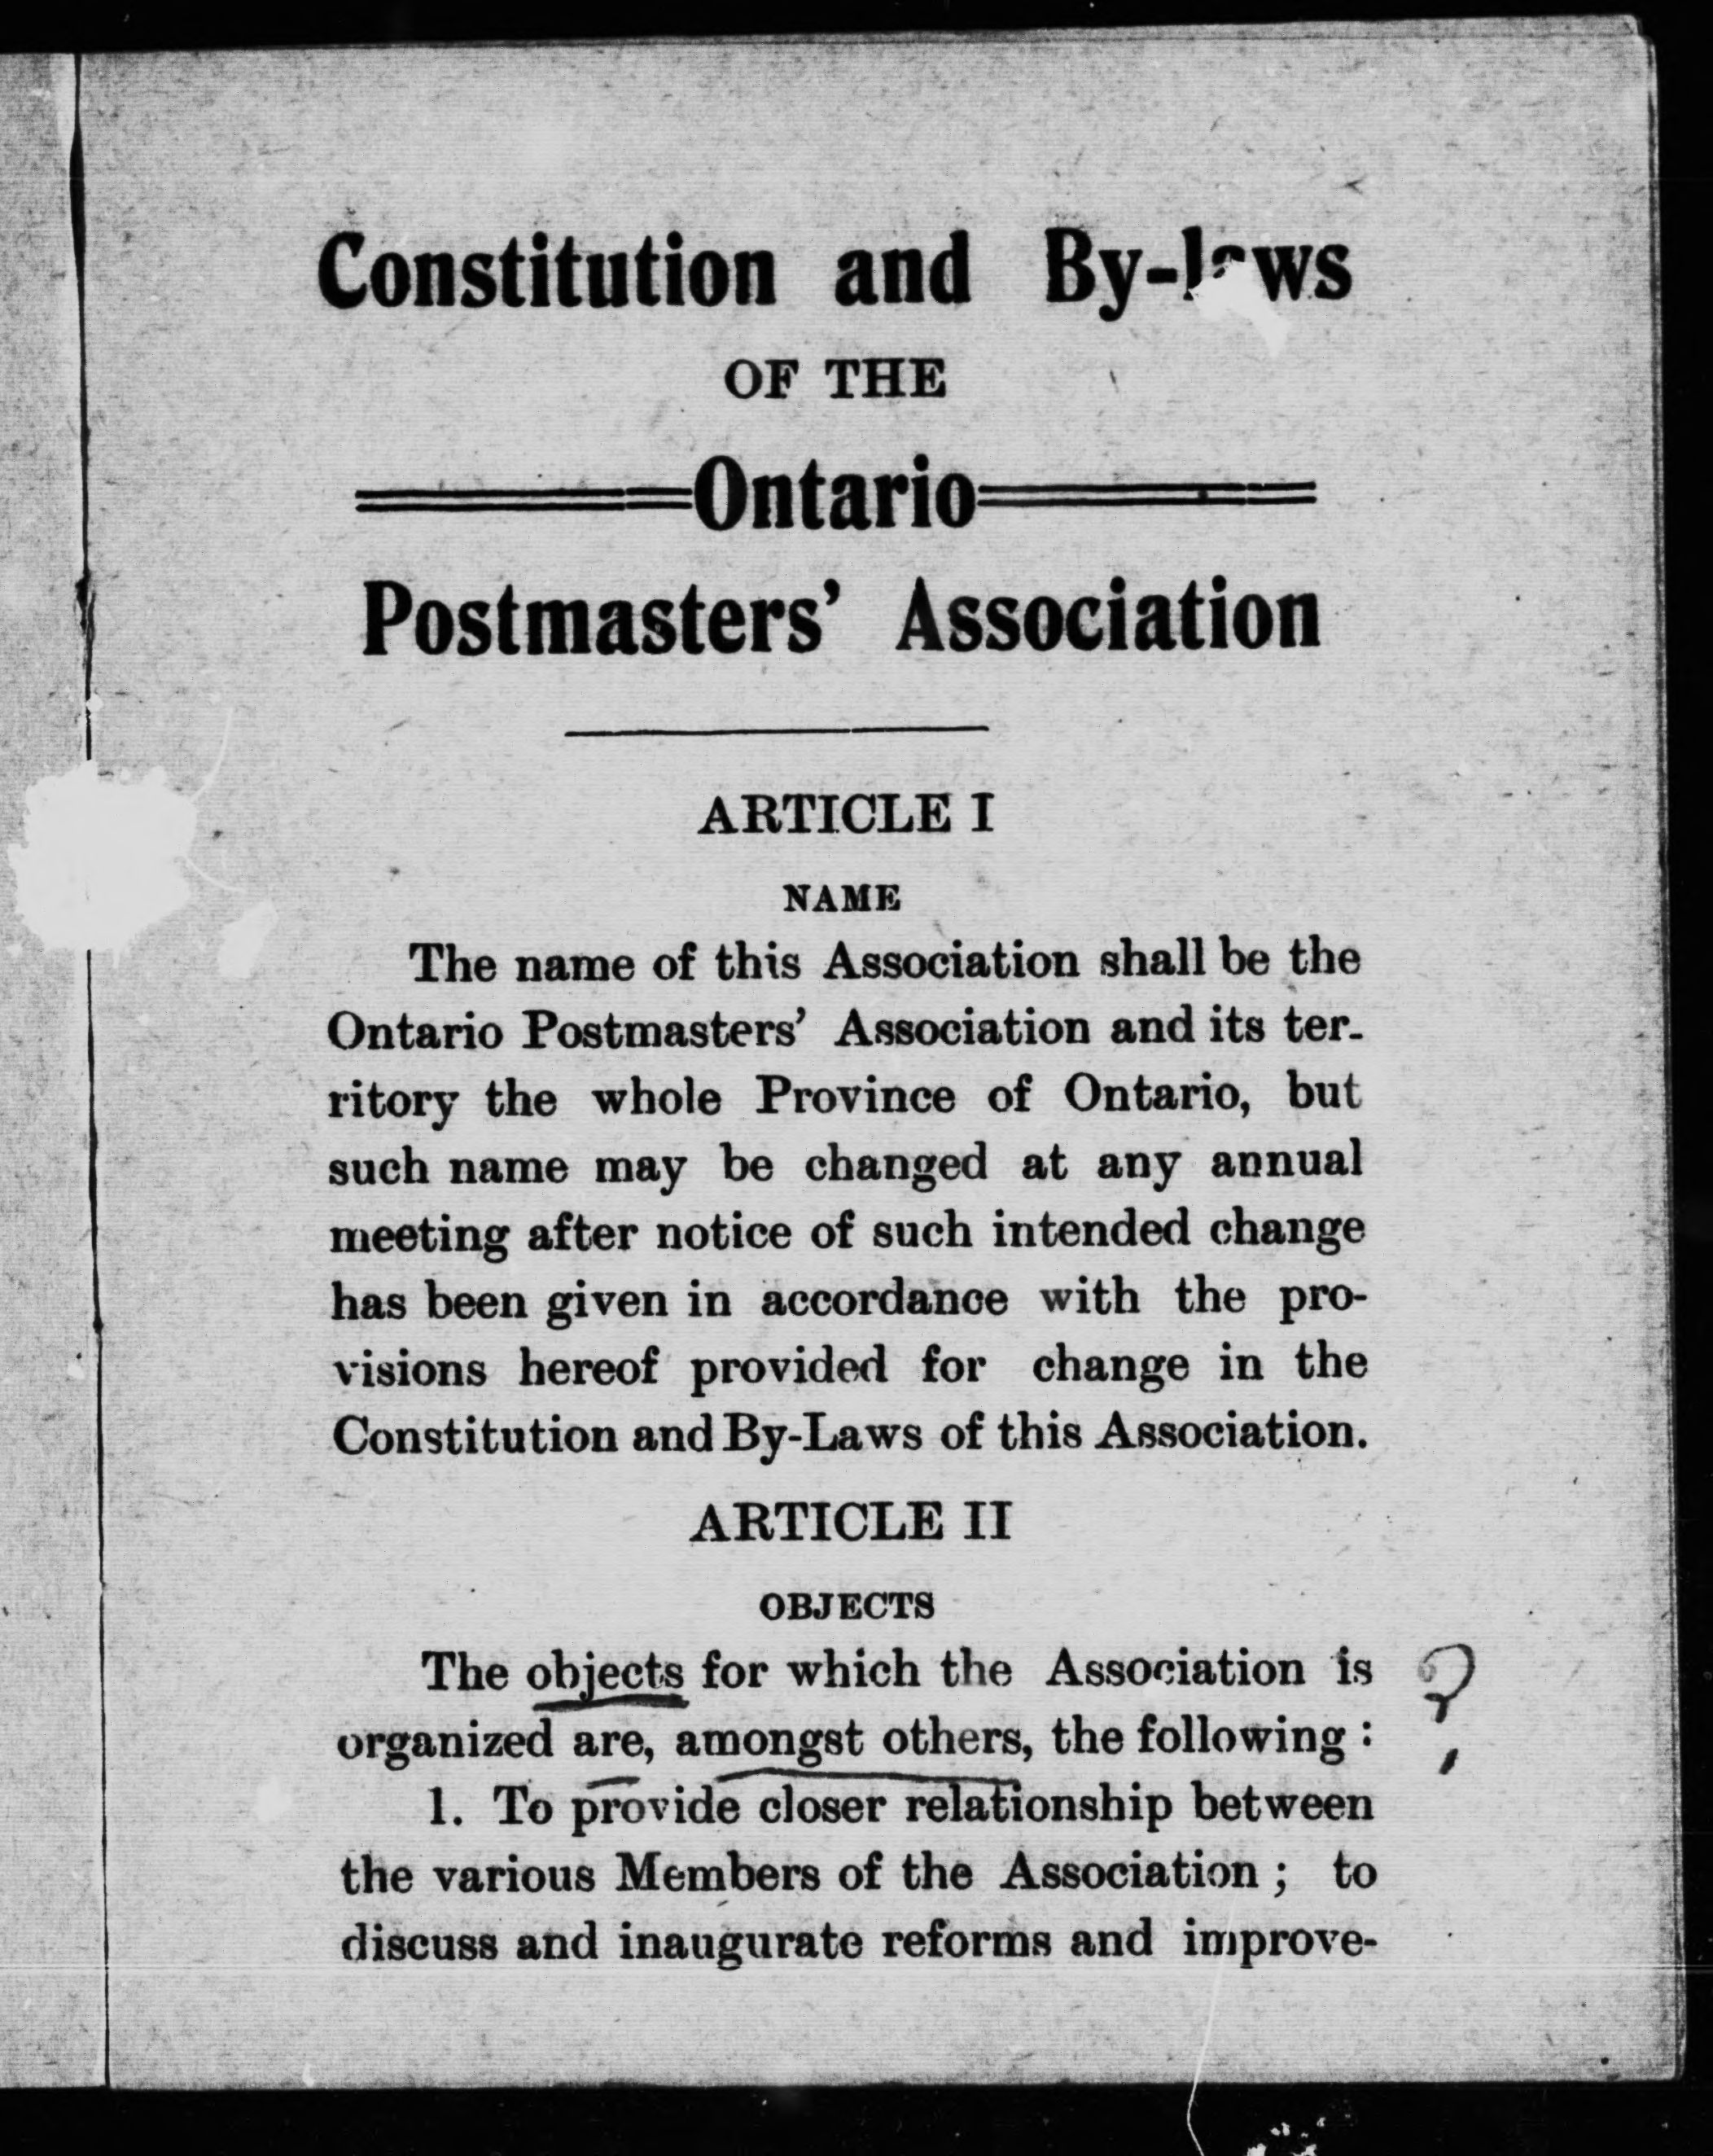 Constitution and By-laws
OF THE
Ontario
Postmasters' Association
ARTICLE I
NAME
The name of this Association shall be the
Ontario Postmasters' Association and its ter-
ritory the whole Province of Ontario, but
such name may be changed at any annual
meeting after notice of such intended change
has been given in accordance with the pro-
visions hereof provided for change in the
Constitution and By-Laws of this Association.
ARTICLE II
OBJECTS
The objects for which the Association is ?
organized are, amongst others, the following :
1. To provide closer relationship between
the various Members of the Association ; to
discuss and inaugurate reforms and improve-